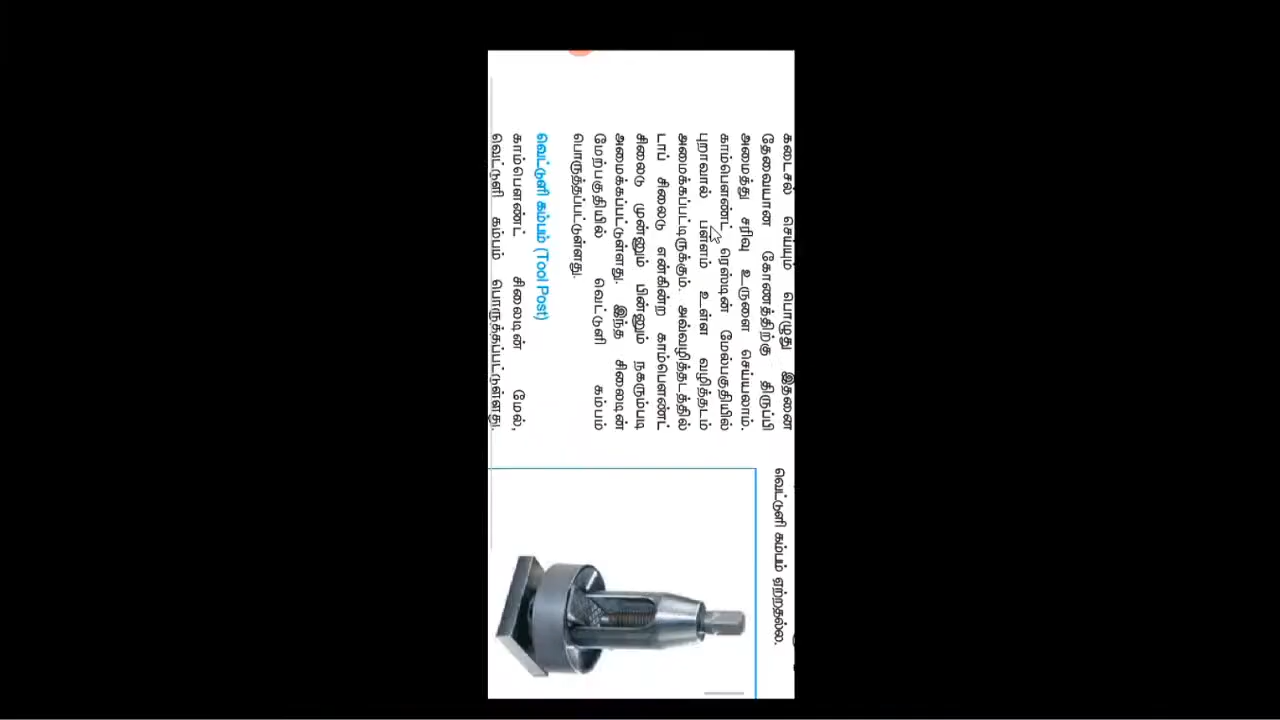 கடைசல் செய்யும் பொழுது இதனை
தேவையான கோணத்திற்கு திருப்பி
அமைத்து சரிவு உருளை செய்யலாம்.
காம்பௌண்ட் ரெஸ்டின் மேல்பகுதியில்
புறாவால் பள்ளம் உள்ள வழித்தடம்
அமைக்கப்பட்டிருக்கும். அவ்வழித்தடத்தில்
டாப் சிலைடு என்கின்ற காம்பௌண்ட்
சிலைடு முன்னும் பின்னும் நகரும்படி
அமைக்கப்பட்டுள்ளது. இந்த சிலைடின்
மேற்பகுதியில் வெட்டுளி கம்பம்
பொருத்தப்பட்டுள்ளது.
வெட்டுளி கம்பம் (Tool Post)
காம்பௌண்ட் சிலைடின் மேல்,
வெட்டுளி கம்பம் பொருத்தப்பட்டுள்ளது.
வெட்டுளி கம்பம் ஏற்றதல்ல.